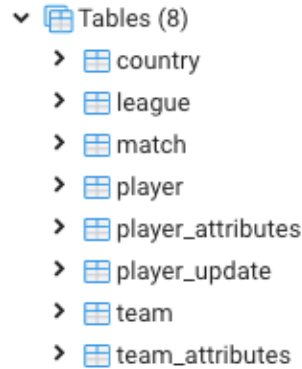 Tables (8)
country
league
match
player
player_attributes
player_update
team
team_attributes